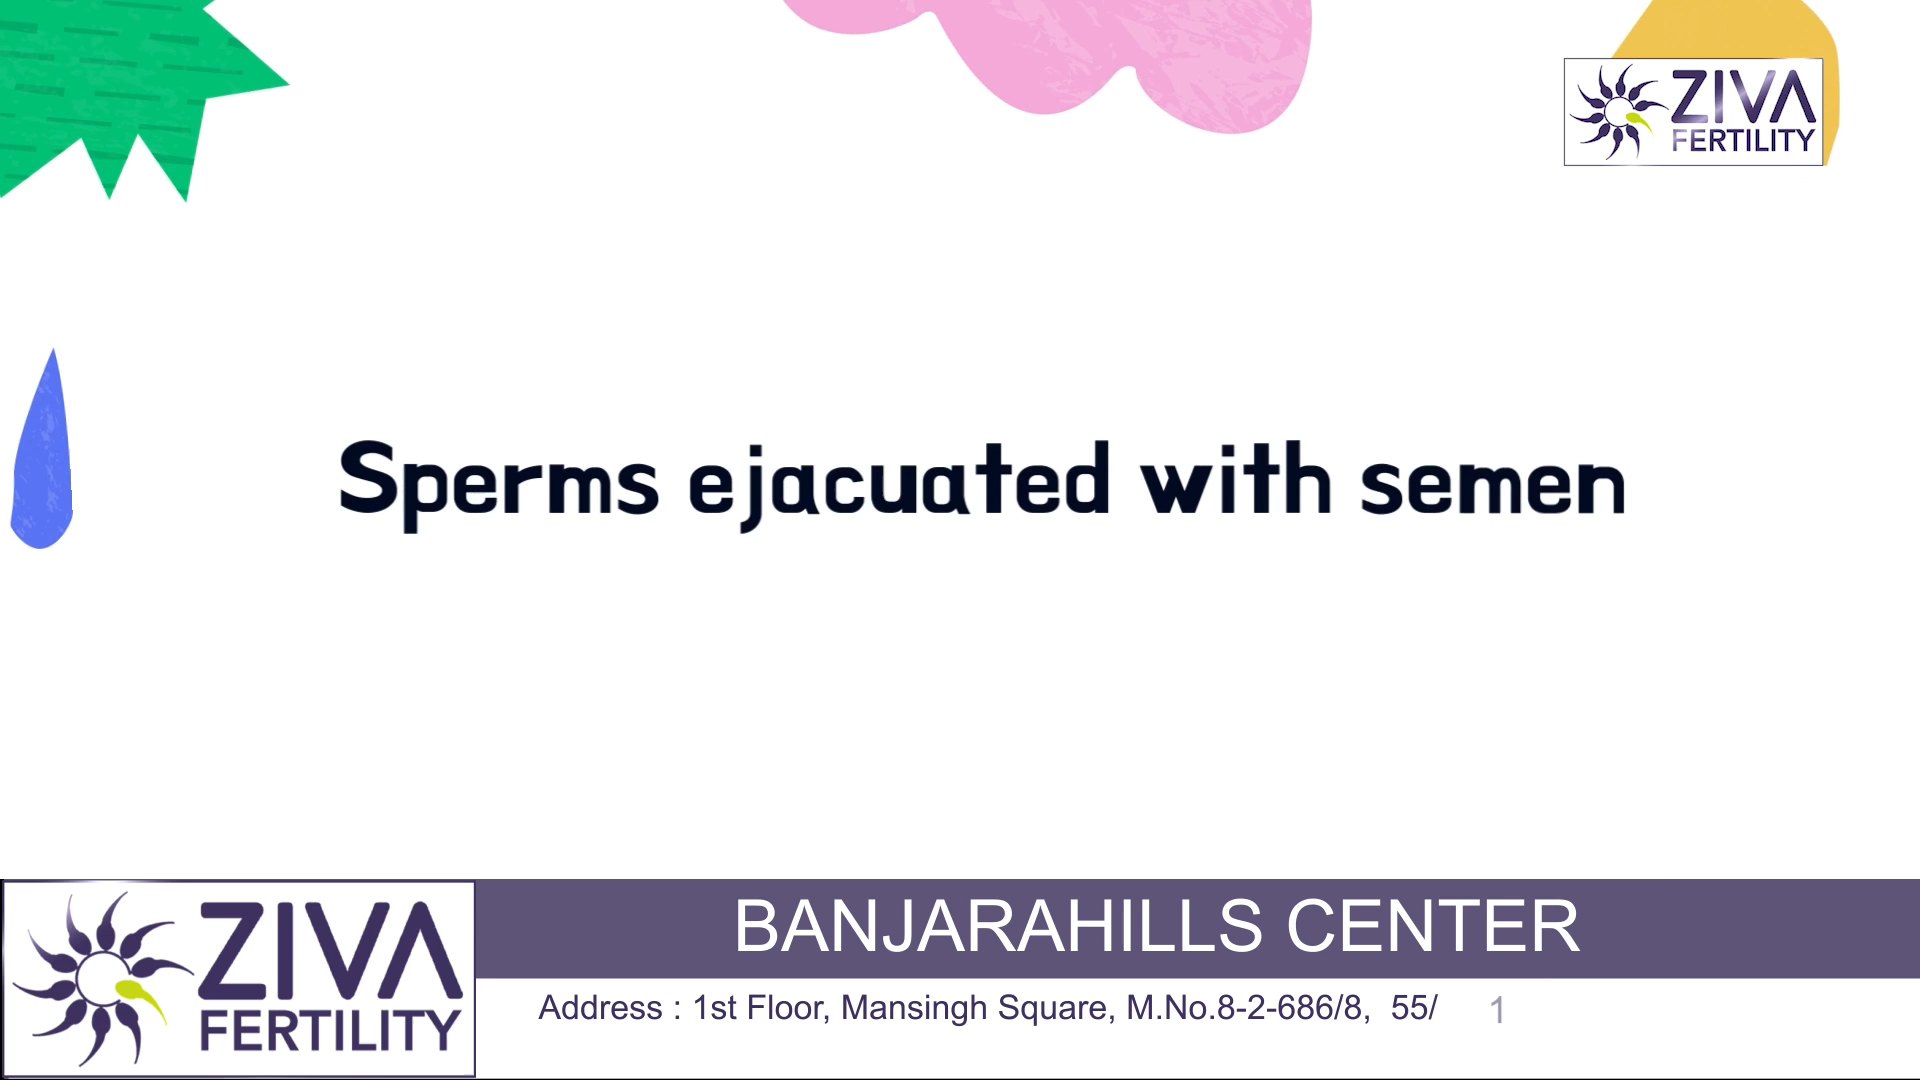 ZIVA
FERTILITY
Sperms ejacuated with semen
ZIVA
FERTILITY
BANJARAHILLS CENTER
Address : 1st Floor, Mansingh Square, M.No.8-2-686/8, 55/ 1